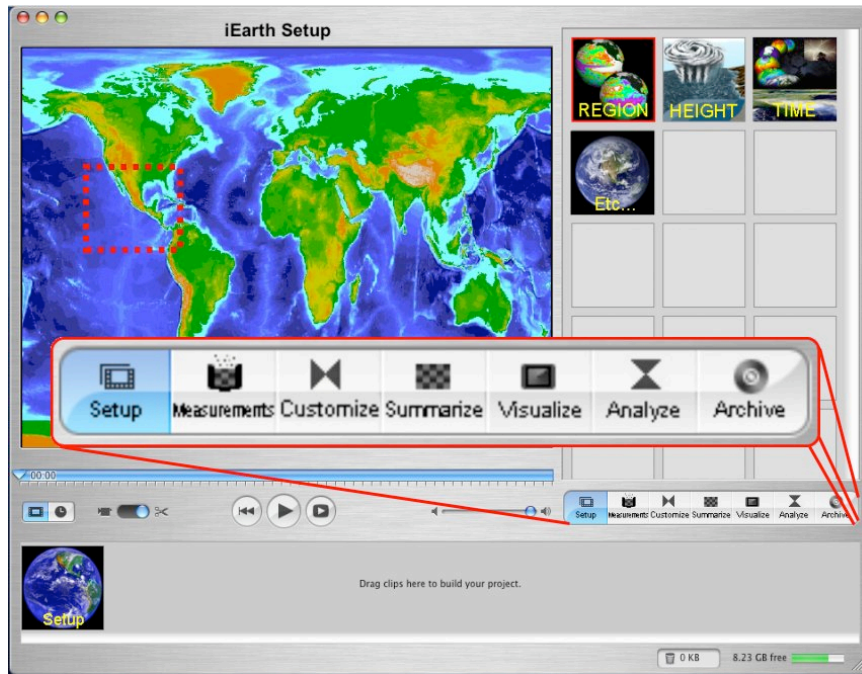 iEarth Setup
REGION HEIGHT TIME
Etc...
Setup Measurements Customize Summarize Visualize Analyze Archive
00:00
Setup Measurements Customize Summarize Visualize Analyze Archive
Drag clips here to build your project.
Setup
0 KB 8.23 GB free